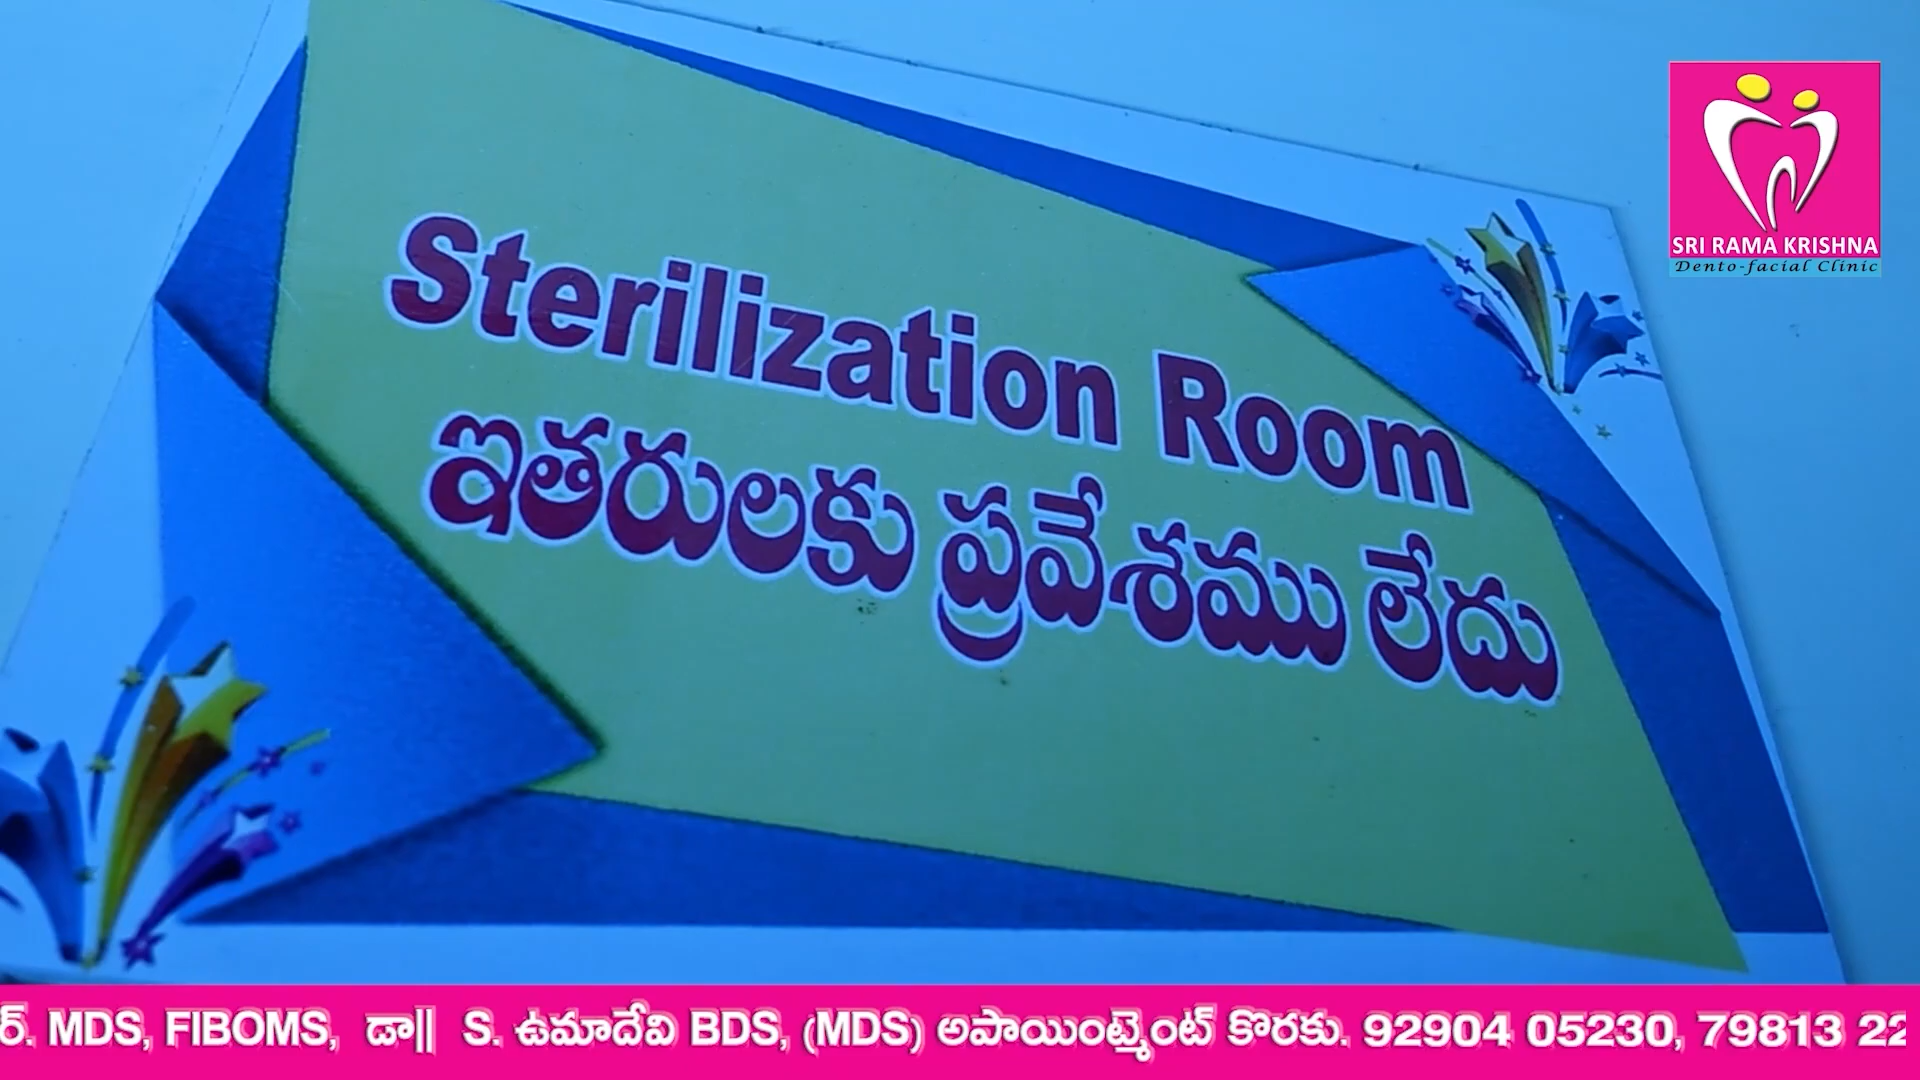 SRI RAMA KRISHNA
Dento-facial Clinic
Sterilization Room
ఇతరులకు ప్రవేశము లేదు
ర్. MDS, FIBOMS, డా|| S. ఉమాదేవి BDS, (MDS) అపాయింట్మెంట్ కొరకు. 92904 05230, 79813 22